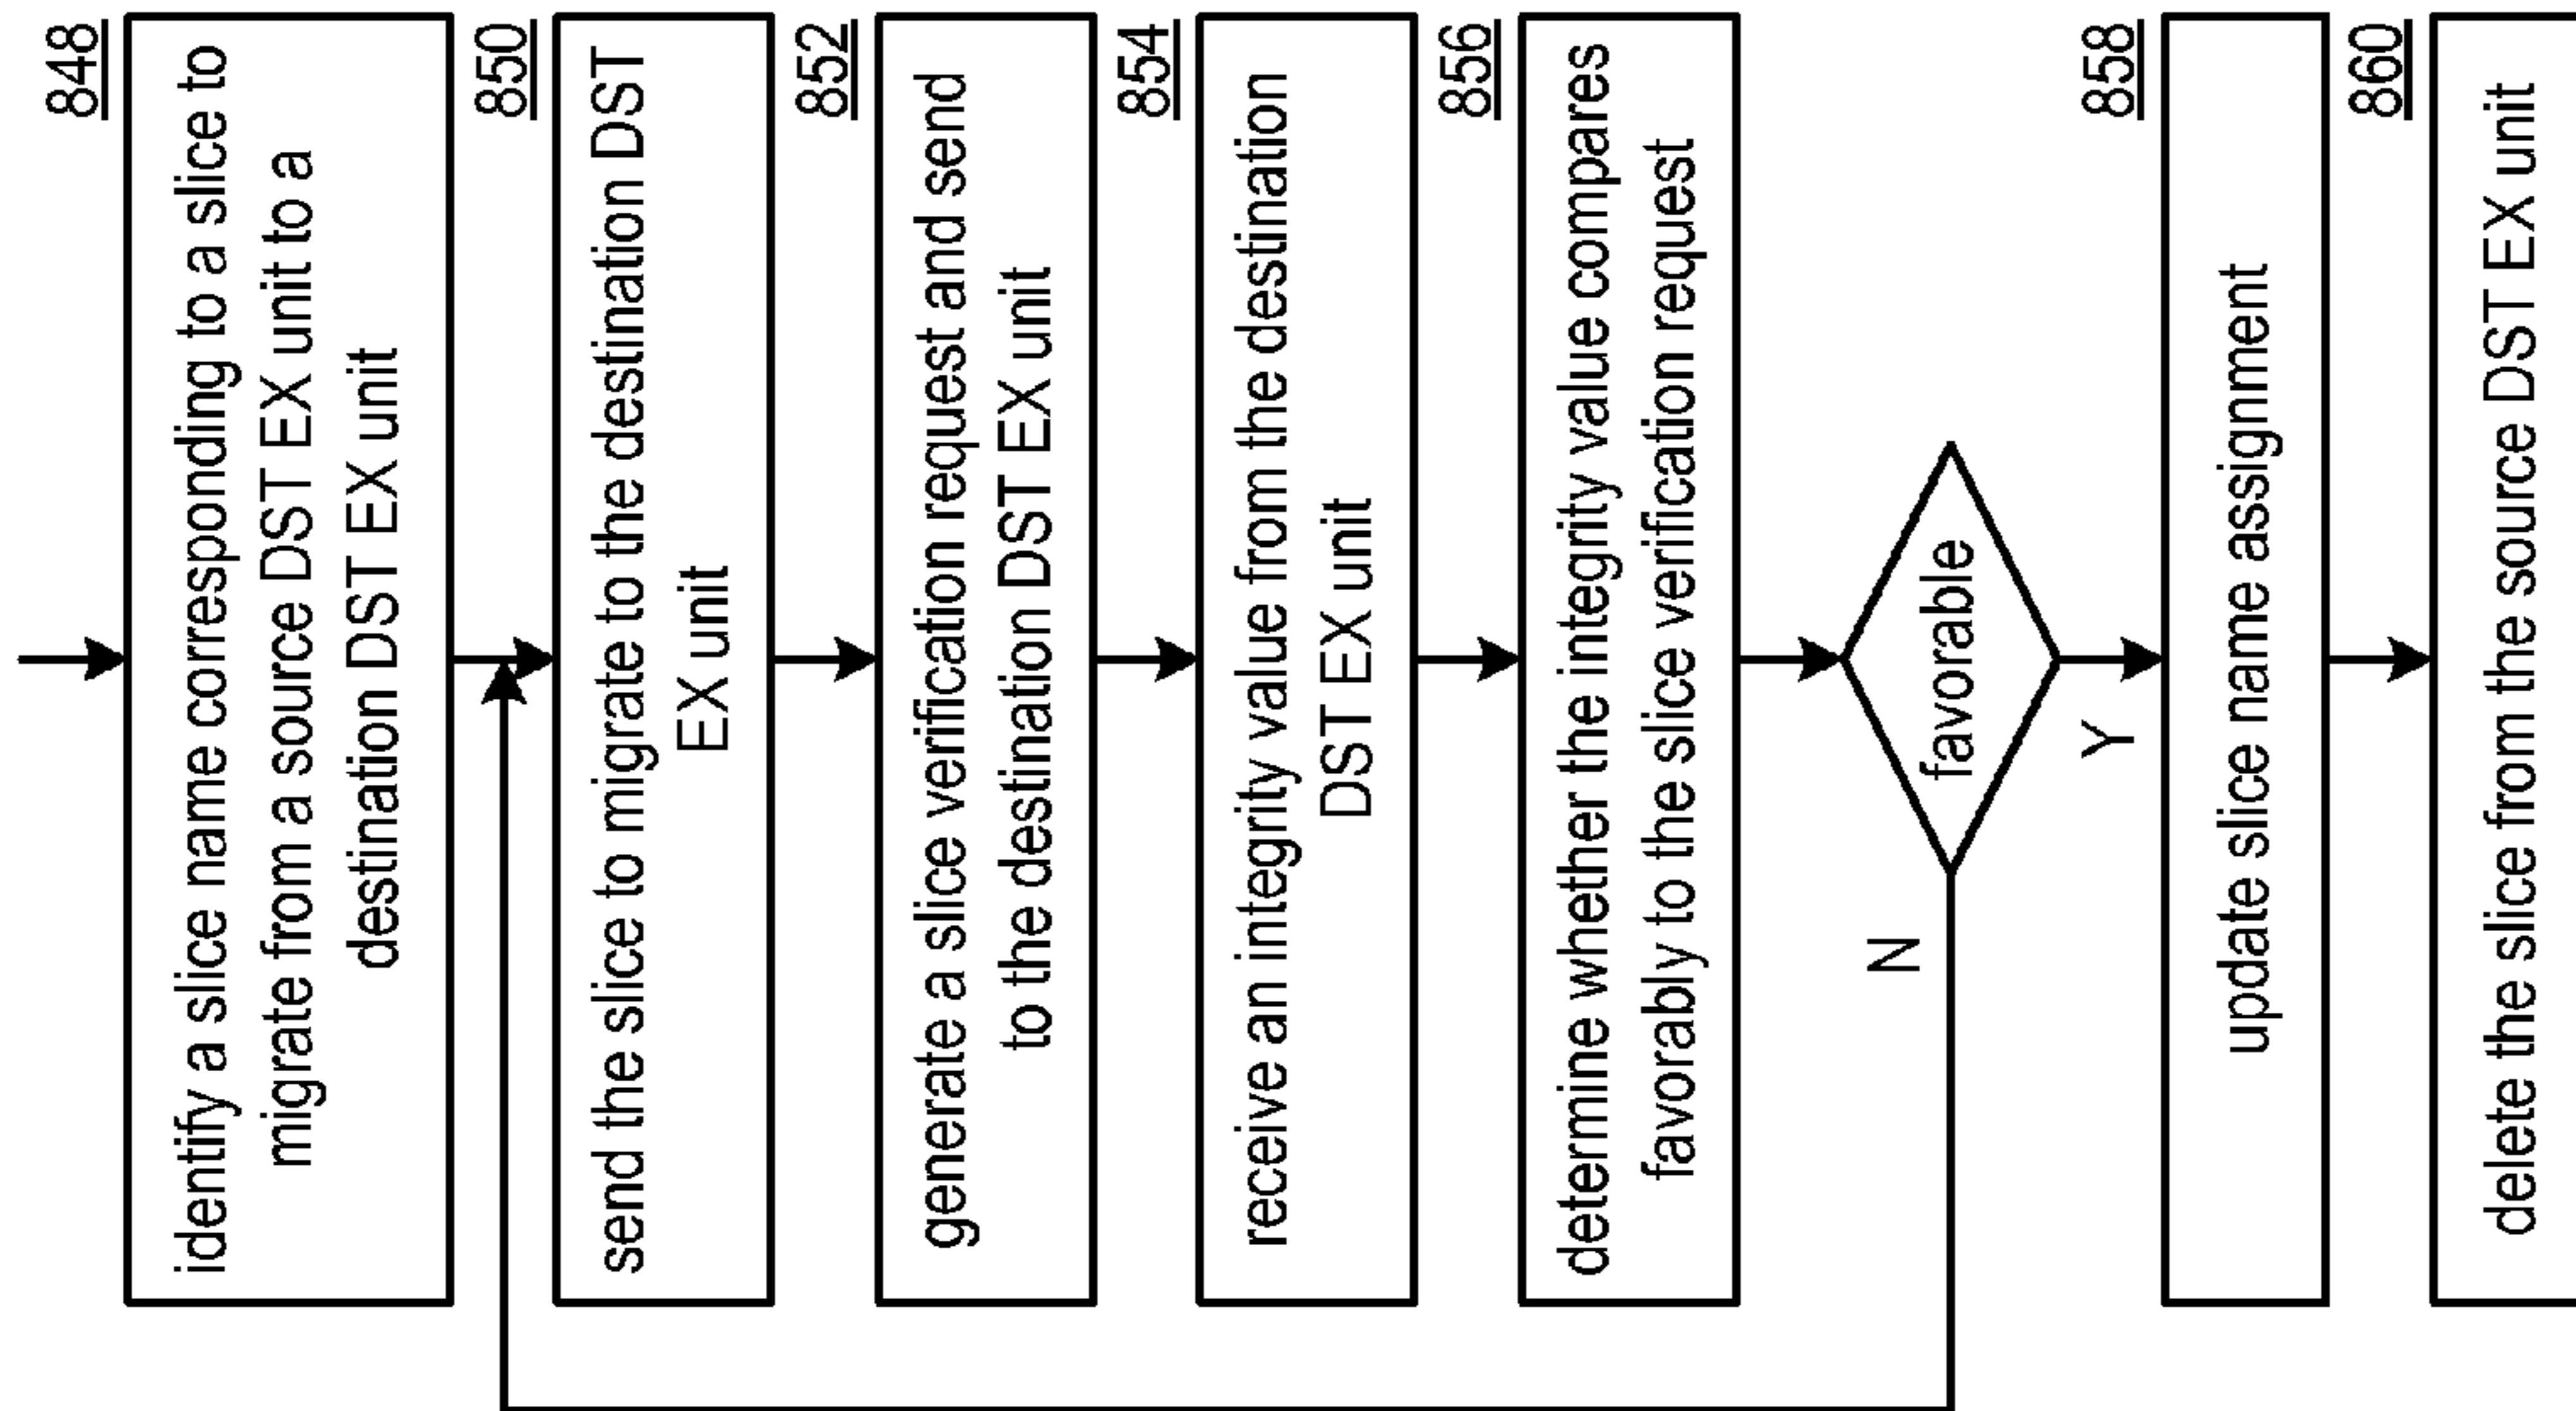 848
identify a slice name corresponding to a slice to
migrate from a source DST EX unit to a
destination DST EX unit
850
send the slice to migrate to the destination DST
EX unit
852
generate a slice verification request and send
to the destination DST EX unit
854
receive an integrity value from the destination
DST EX unit
856
determine whether the integrity value compares
favorably to the slice verification request
favorable
N
Y
858
update slice name assignment
860
delete the slice from the source DST EX unit